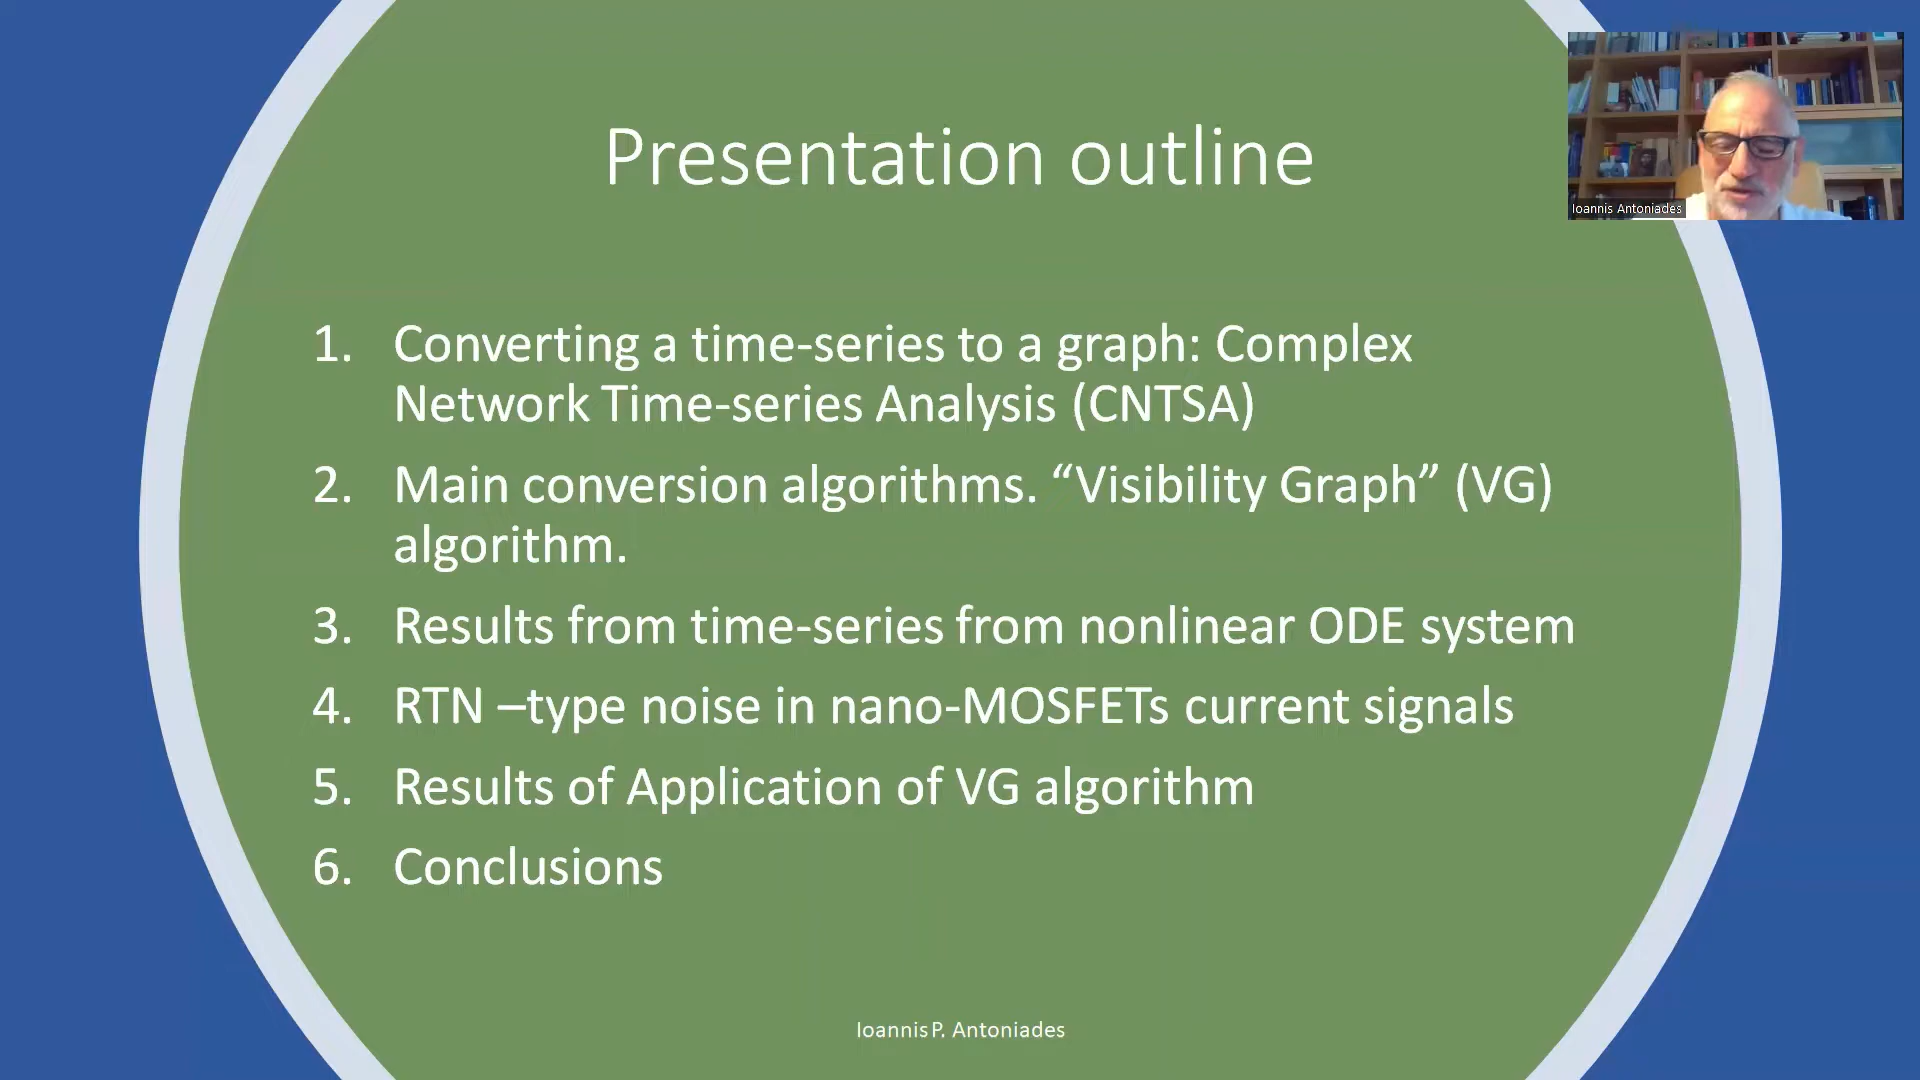 Presentation outline
Ioannis Antoniades
1. Converting a time-series to a graph: Complex
Network Time-series Analysis (CNTSA)
2. Main conversion algorithms. “Visibility Graph” (VG)
algorithm.
3. Results from time-series from nonlinear ODE system
4. RTN –type noise in nano-MOSFETs current signals
5. Results of Application of VG algorithm
6. Conclusions
Ioannis P. Antoniades